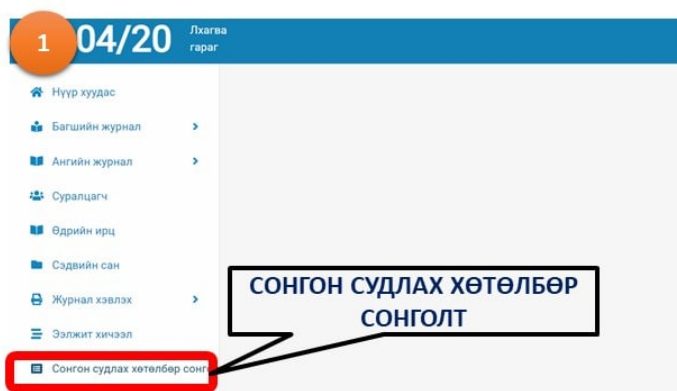 1
04/20
Лхагва
гараг
Нүүр хуудас
Багшийн журнал
Ангийн журнал
Суралцагч
Өдрийн ирц
Сэдвийн сан
Журнал хэвлэх
Ээлжит хичээл
Сонгон судлах хөтөлбөр сонг
СОНГОН СУДЛАХ ХӨТӨЛБӨР
СОНГОЛТ